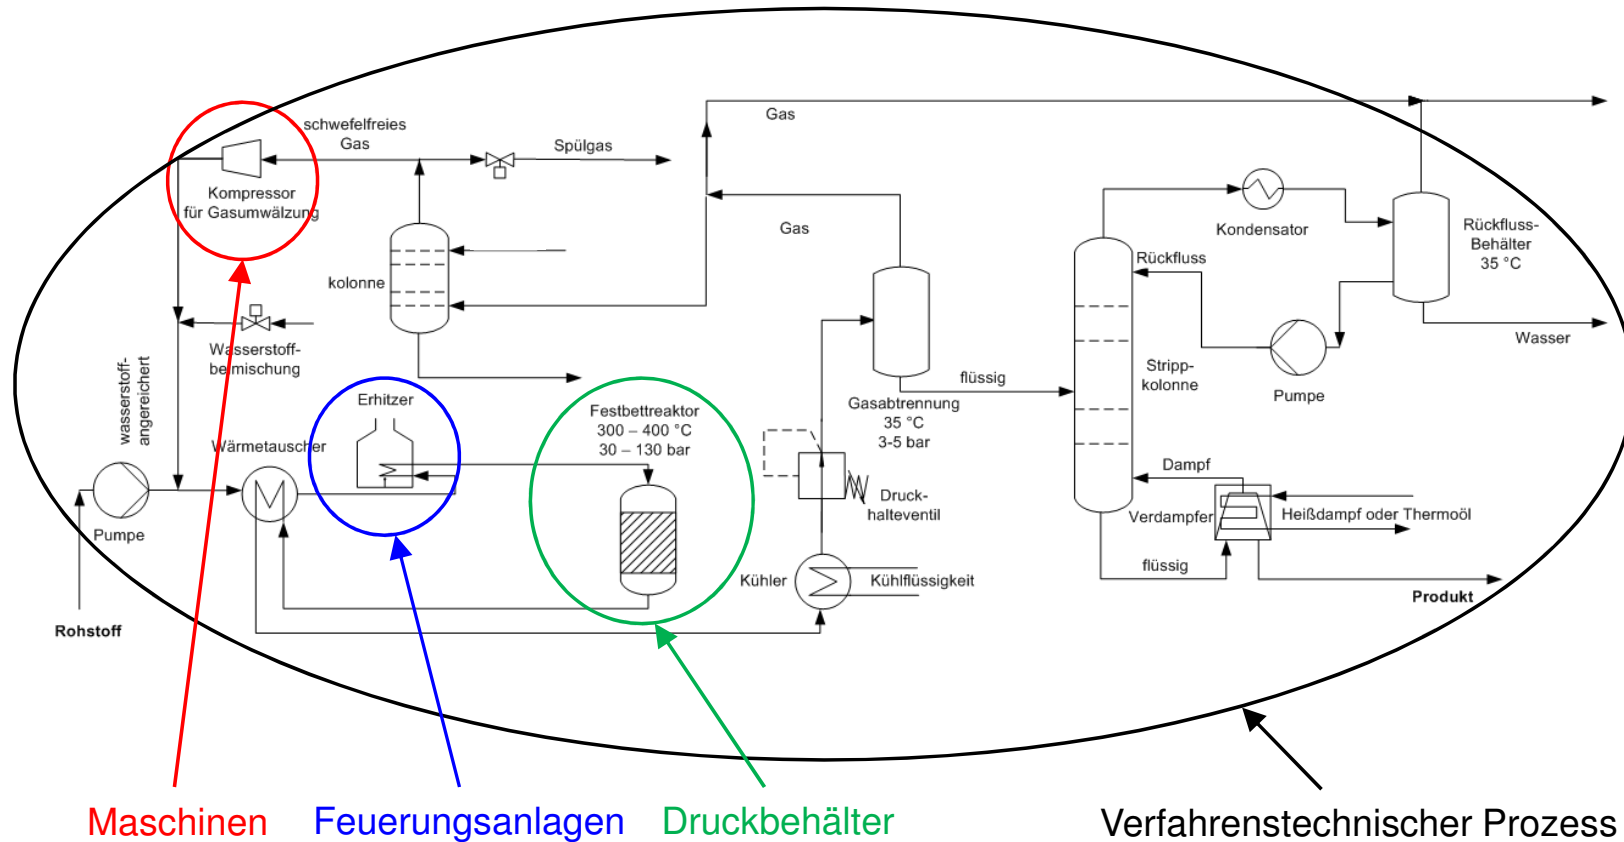 Gas
schwefelfreies
Gas
Spülgas
Kompressor
für Gasumwälzung
Gas
Kondensator
Rückfluss-
Behälter
35 °C
Rückfluss
kolonne
Wasserstoff-
beimischung
wasserstoff-
angereichert
Wasser
Stripp-
kolonne
Pumpe
flüssig
Gasabtrennung
35 °C
3-5 bar
Erhitzer
Festbettreaktor
300 – 400 °C
30 – 130 bar
Wärmetauscher
Dampf
Druck-
halteventil
Verdampfer
Heißdampf oder Thermoöl
Pumpe
flüssig
Kühler
Kühlflüssigkeit
Produkt
Rohstoff
Maschinen
Feuerungsanlagen
Druckbehälter
Verfahrenstechnischer Prozess